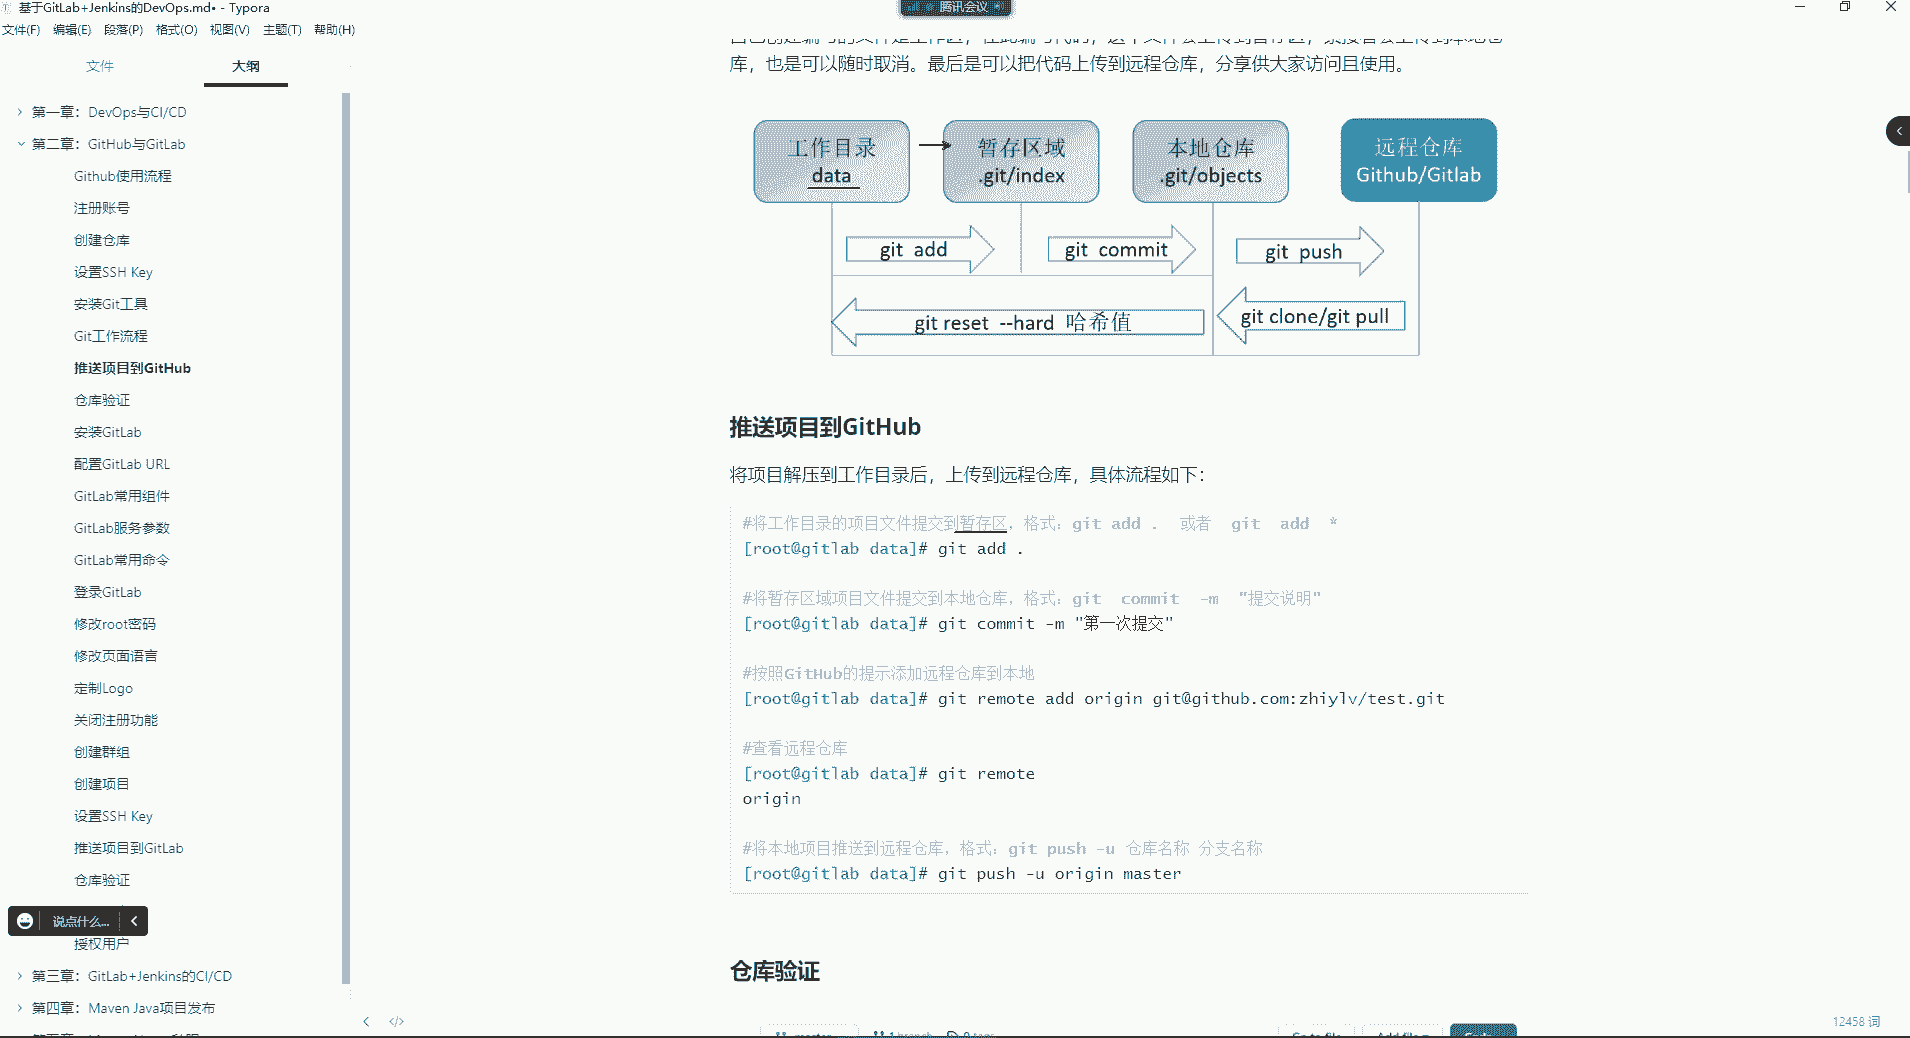 基于GitLab+Jenkins的DevOps.md• - Typora
腾讯会议
文件(F) 编辑(E) 段落(P) 格式(O) 视图(V) 主题(T) 帮助(H)
文件 大纲
第一章：DevOps与CI/CD
第二章：GitHub与GitLab
Github使用流程
注册账号
创建仓库
设置SSH Key
安装Git工具
Git工作流程
推送项目到GitHub
仓库验证
安装GitLab
配置GitLab URL
GitLab常用组件
GitLab服务参数
GitLab常用命令
登录GitLab
修改root密码
修改页面语言
定制Logo
关闭注册功能
创建群组
创建项目
设置SSH Key
推送项目到GitLab
仓库验证
说点什么...
授权用户
第三章：GitLab+Jenkins的CI/CD
第四章：Maven Java项目发布
库，也是可以随时取消。最后是可以把代码上传到远程仓库，分享供大家访问且使用。
工作目录 暂存区域 本地仓库 远程仓库
data .git/index .git/objects Github/Gitlab
git add git commit git push
git reset --hard 哈希值 git clone/git pull
推送项目到GitHub
将项目解压到工作目录后，上传到远程仓库，具体流程如下：
#将工作目录的项目文件提交到暂存区，格式：git add . 或者 git add *
[root@gitlab data]# git add .
#将暂存区域项目文件提交到本地仓库，格式：git commit -m "提交说明"
[root@gitlab data]# git commit -m "第一次提交"
#按照GitHub的提示添加远程仓库到本地
[root@gitlab data]# git remote add origin git@github.com:zhiylv/test.git
#查看远程仓库
[root@gitlab data]# git remote
origin
#将本地项目推送到远程仓库，格式：git push -u 仓库名称 分支名称
[root@gitlab data]# git push -u origin master
仓库验证
12458 词